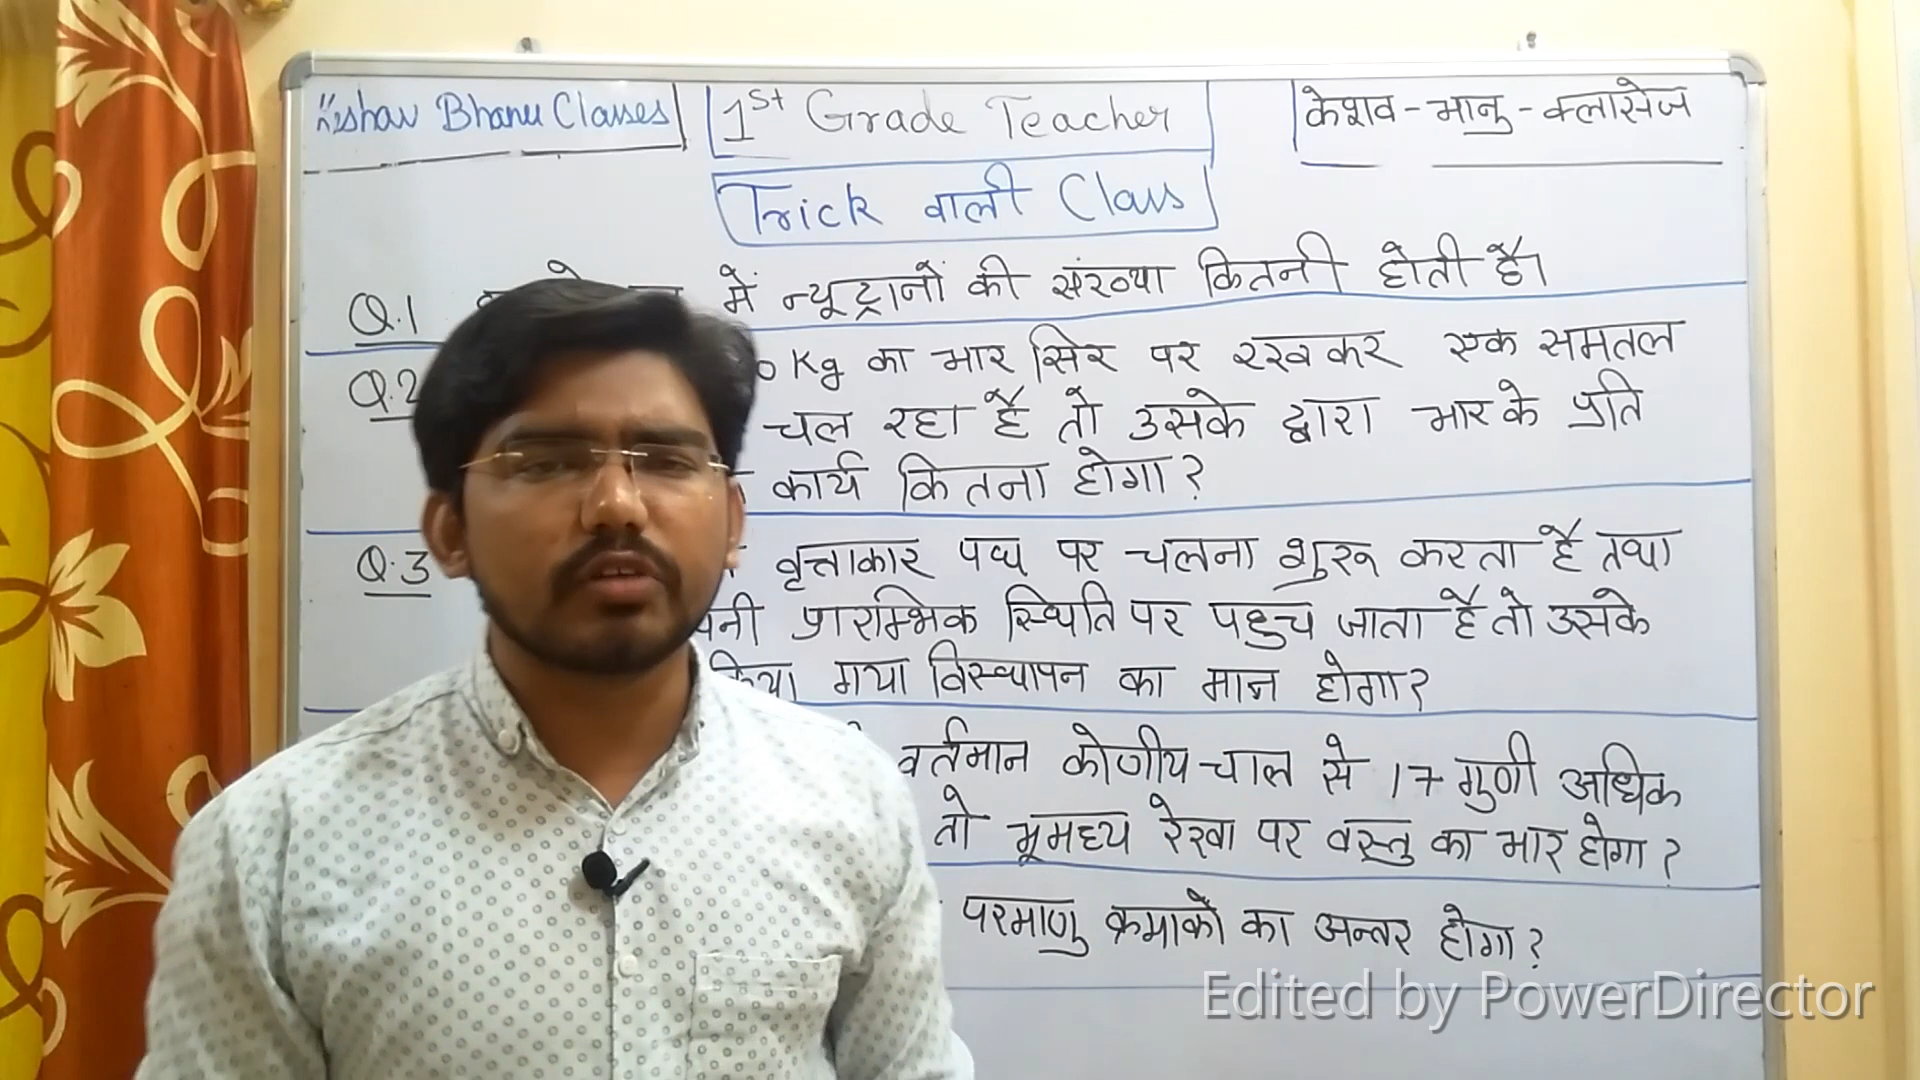 Keshav Bhanu Classes
1st Grade Teacher
केशव - भानु - क्लासेज
Trick वाली Class
Q.1 में न्यूट्रानों की संख्या कितनी होती है।
Q.2 Kg का भार सिर पर रखकर एक समतल
चल रहा है तो उसके द्वारा भार के प्रति
कार्य कितना होगा?
Q.3 वृत्ताकार पथ पर चलना शुरू करता है तथा
प्रारम्भिक स्थिति पर पहुच जाता है तो उसके
किया गया विस्थापन का मान होगा?
वर्तमान कोणीय चाल से 17 गुणी अधिक
तो भूमध्य रेखा पर वस्तु का भार होगा?
परमाणु क्रमाकों का अन्तर होगा?
Edited by PowerDirector